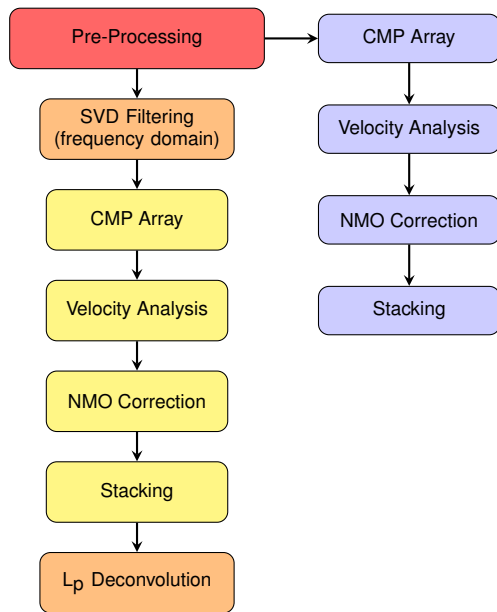 Pre-Processing
SVD Filtering
(frequency domain)
CMP Array
Velocity Analysis
NMO Correction
Stacking
Lp Deconvolution
CMP Array
Velocity Analysis
NMO Correction
Stacking